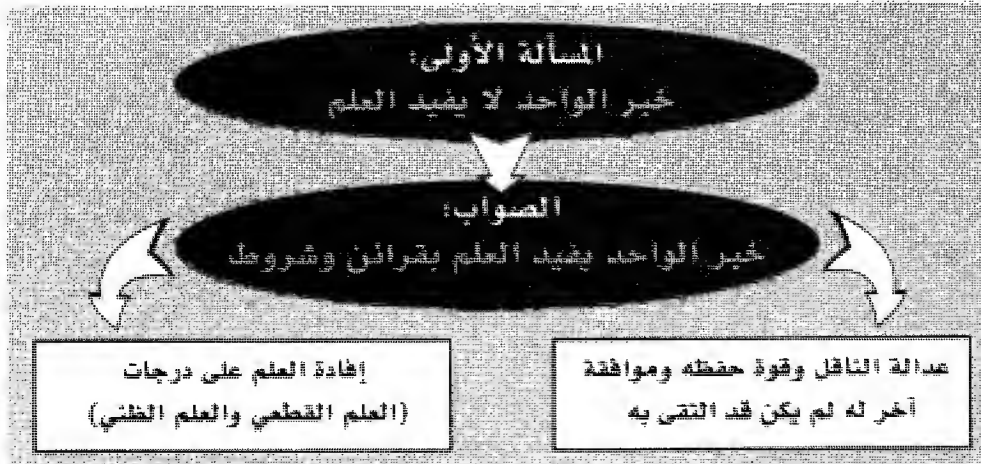 المسألة الأولى:
خبر الواحد لا يفيد العلم
الصواب:
خبر الواحد يفيد العلم بقرائن وشروط
عدالة الناقل وقوة حفظه وموافقة
آخر له لم يكن قد التقى به
إفادة العلم على درجات
(العلم القطعي والعلم الظني)